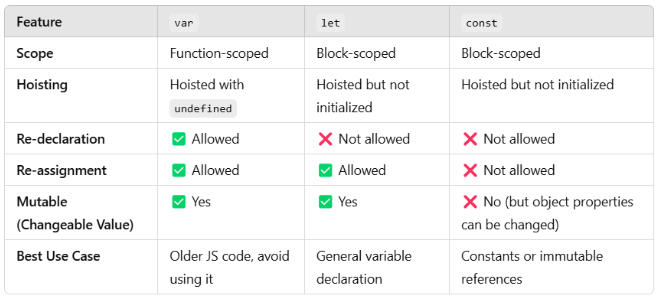 Feature var let const
Scope Function-scoped Block-scoped Block-scoped
Hoisting Hoisted with Hoisted but not Hoisted but not initialized
undefined initialized
Re-declaration ✅ Allowed ❌ Not allowed ❌ Not allowed
Re-assignment ✅ Allowed ✅ Allowed ❌ Not allowed
Mutable ✅ Yes ✅ Yes ❌ No (but object properties
(Changeable Value) can be changed)
Best Use Case Older JS code, avoid General variable Constants or immutable
using it declaration references